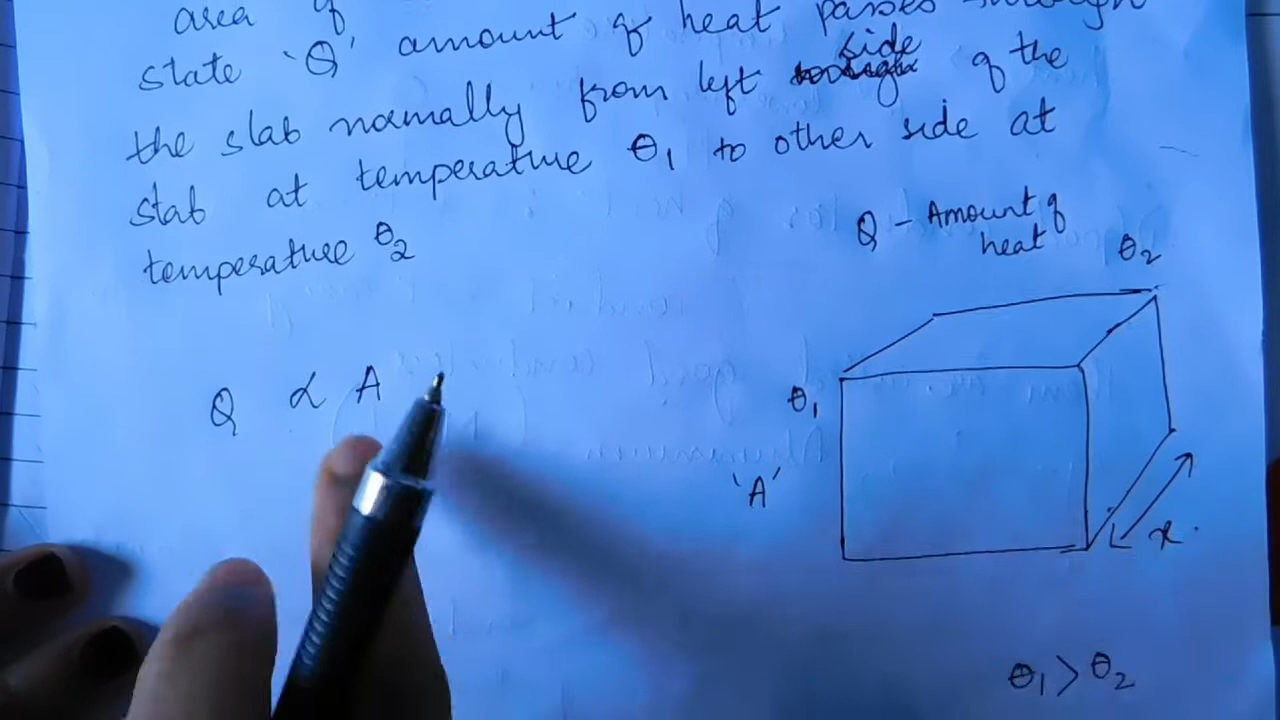 area of
state 'Q' amount of heat passes through
the slab normally from left side of the
slab at temperature θ₁ to other side at
temperature θ₂
Q - Amount of
heat
θ₂
Q α A
θ₁
'A'
x.
θ₁ > θ₂